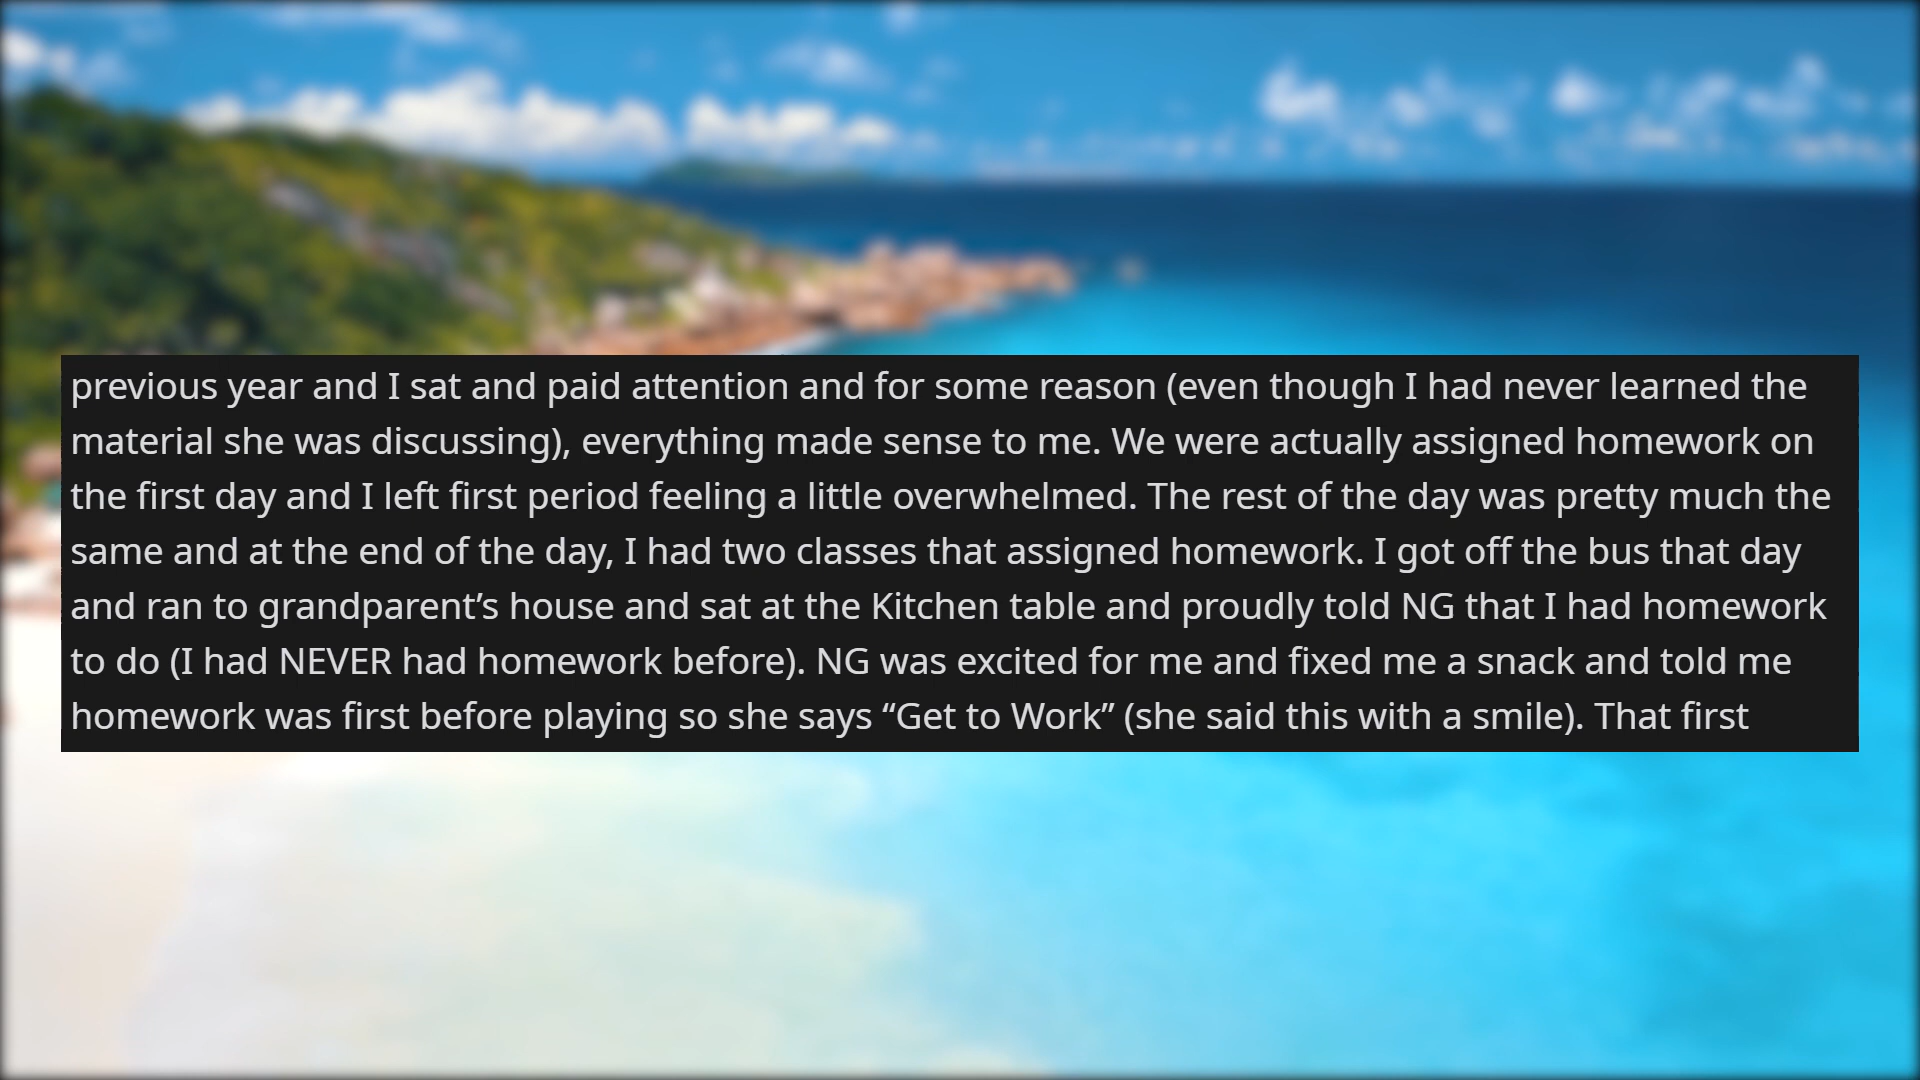 previous year and I sat and paid attention and for some reason (even though I had never learned the
material she was discussing), everything made sense to me. We were actually assigned homework on
the first day and I left first period feeling a little overwhelmed. The rest of the day was pretty much the
same and at the end of the day, I had two classes that assigned homework. I got off the bus that day
and ran to grandparent’s house and sat at the Kitchen table and proudly told NG that I had homework
to do (I had NEVER had homework before). NG was excited for me and fixed me a snack and told me
homework was first before playing so she says “Get to Work” (she said this with a smile). That first